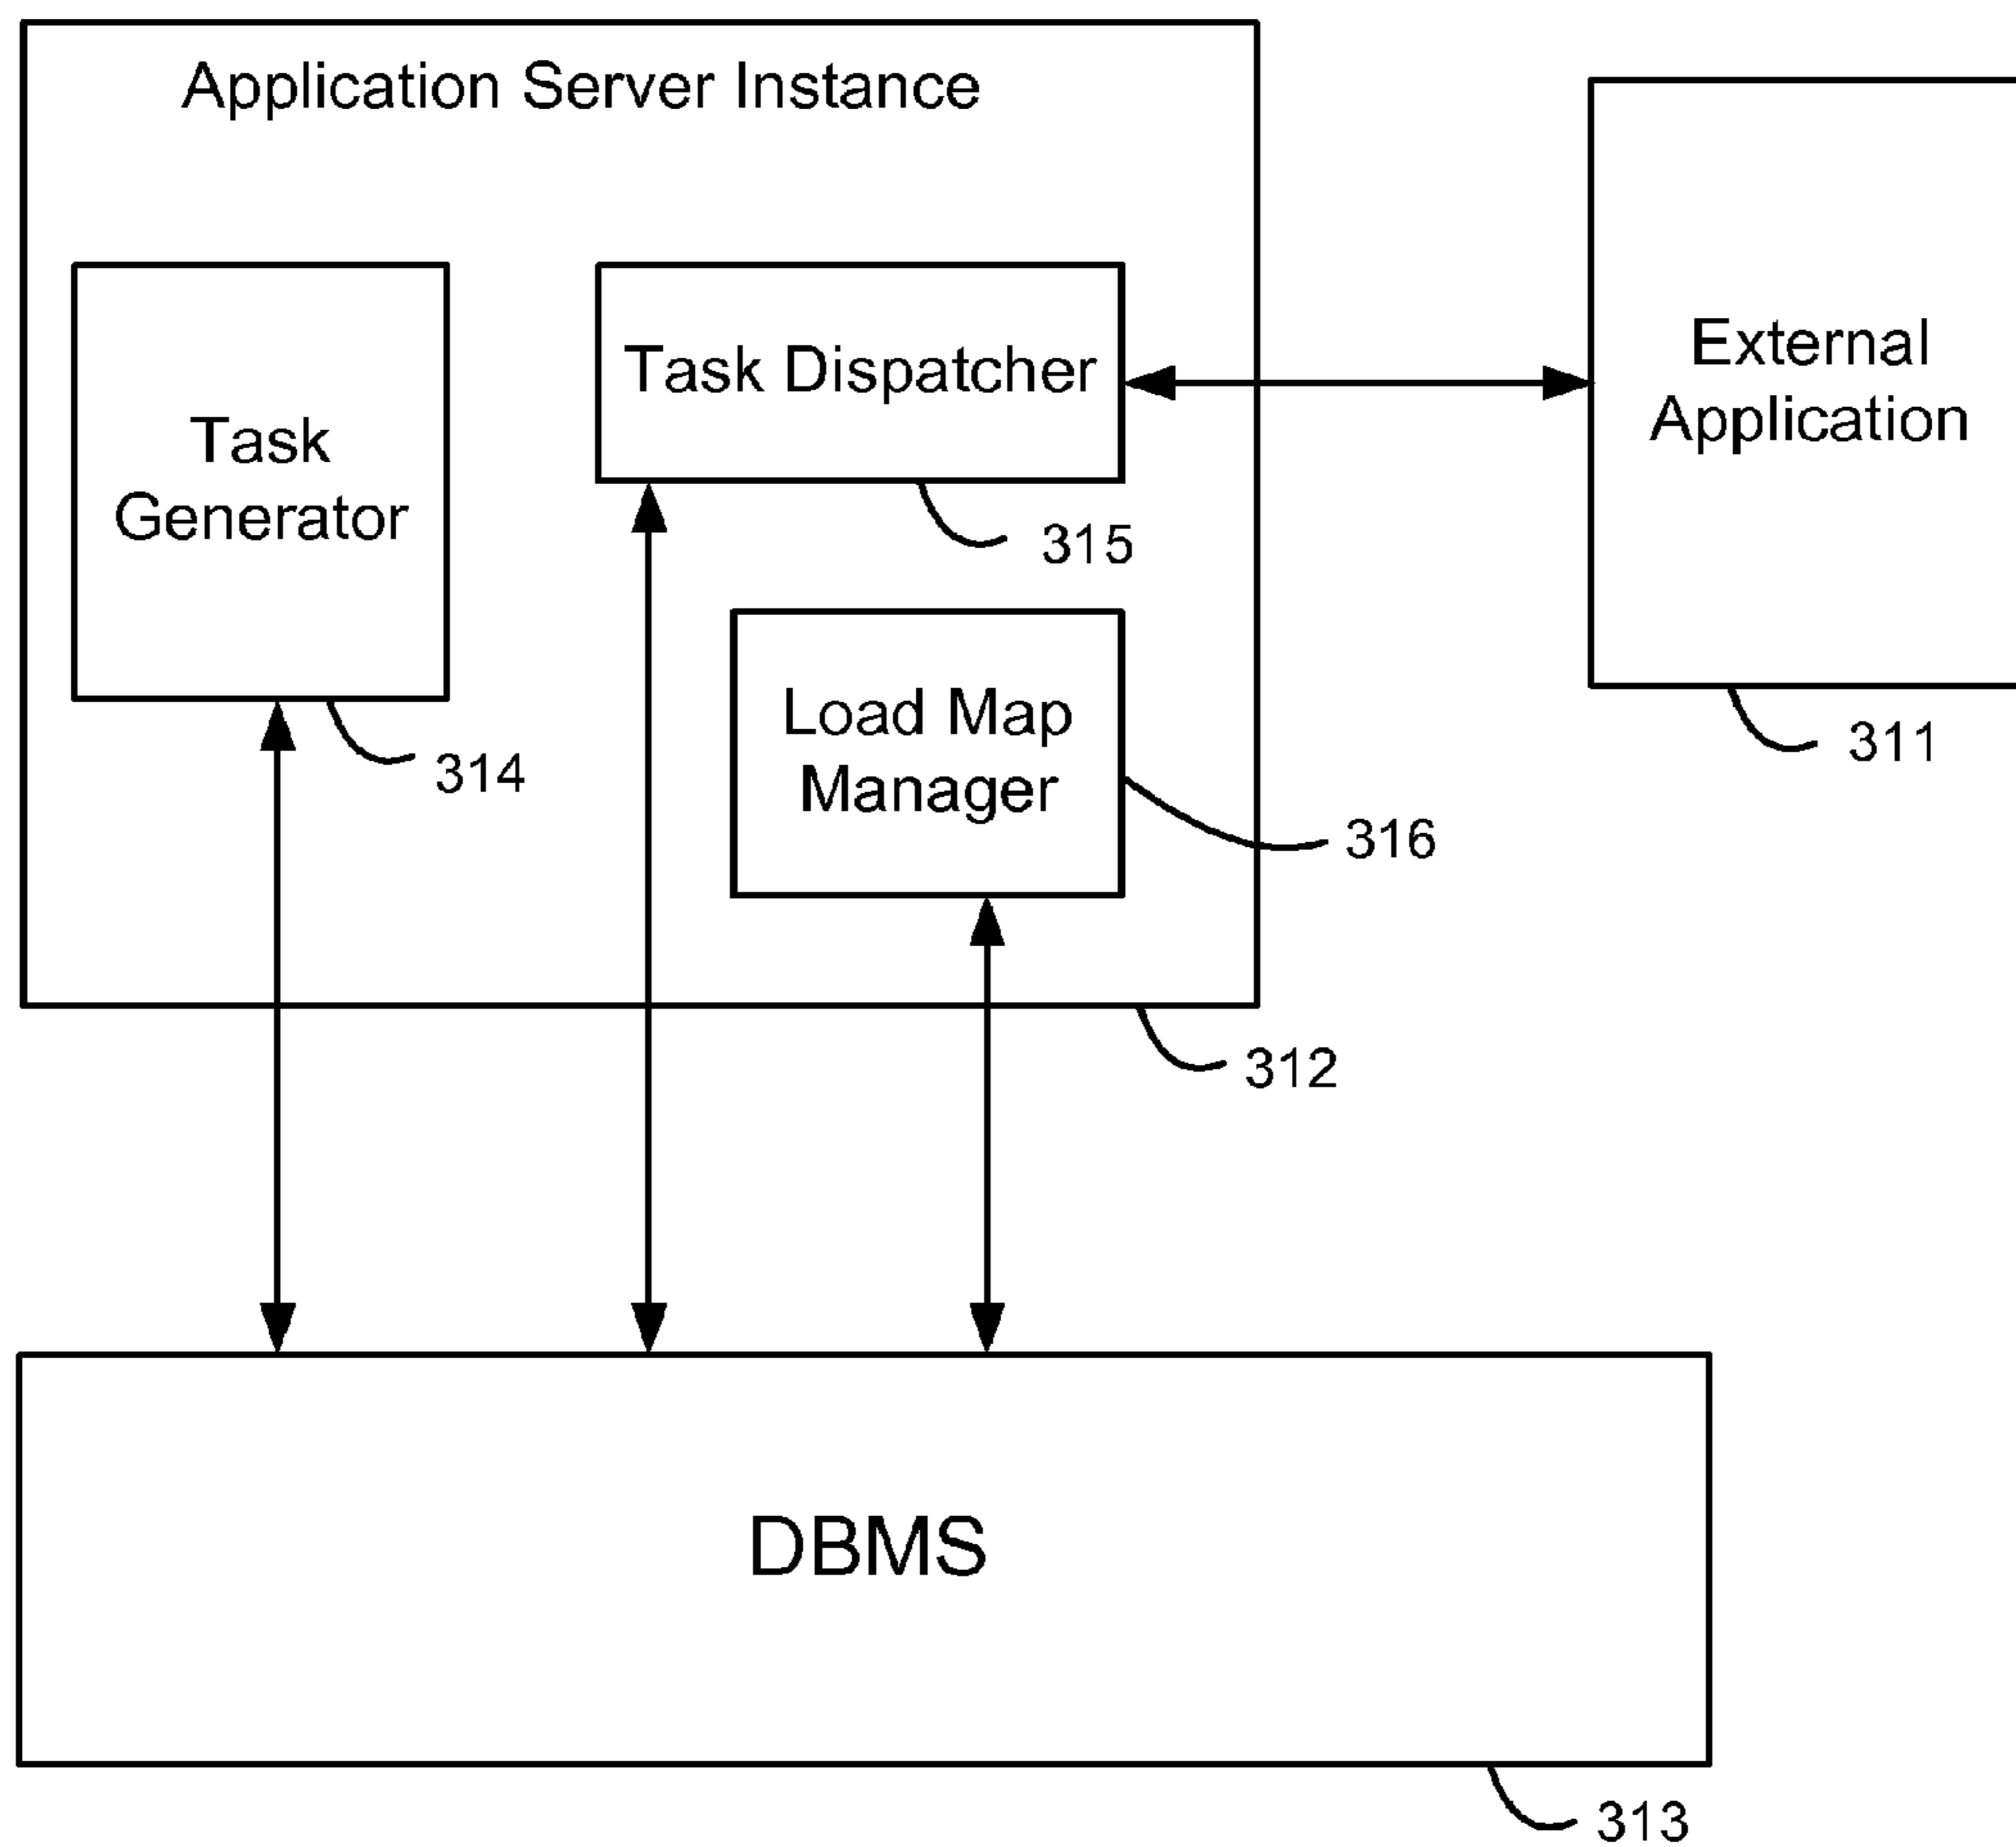 Application Server Instance
Task
Generator
314
Task Dispatcher
315
Load Map
Manager
316
External
Application
311
312
DBMS
313